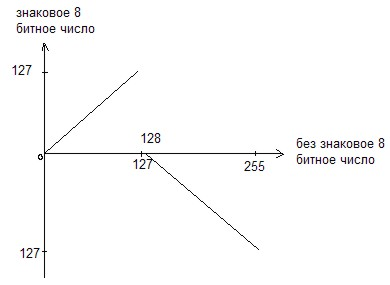 знаковое 8
битное число
127
128
о
127
255
без знаковое 8
битное число
127